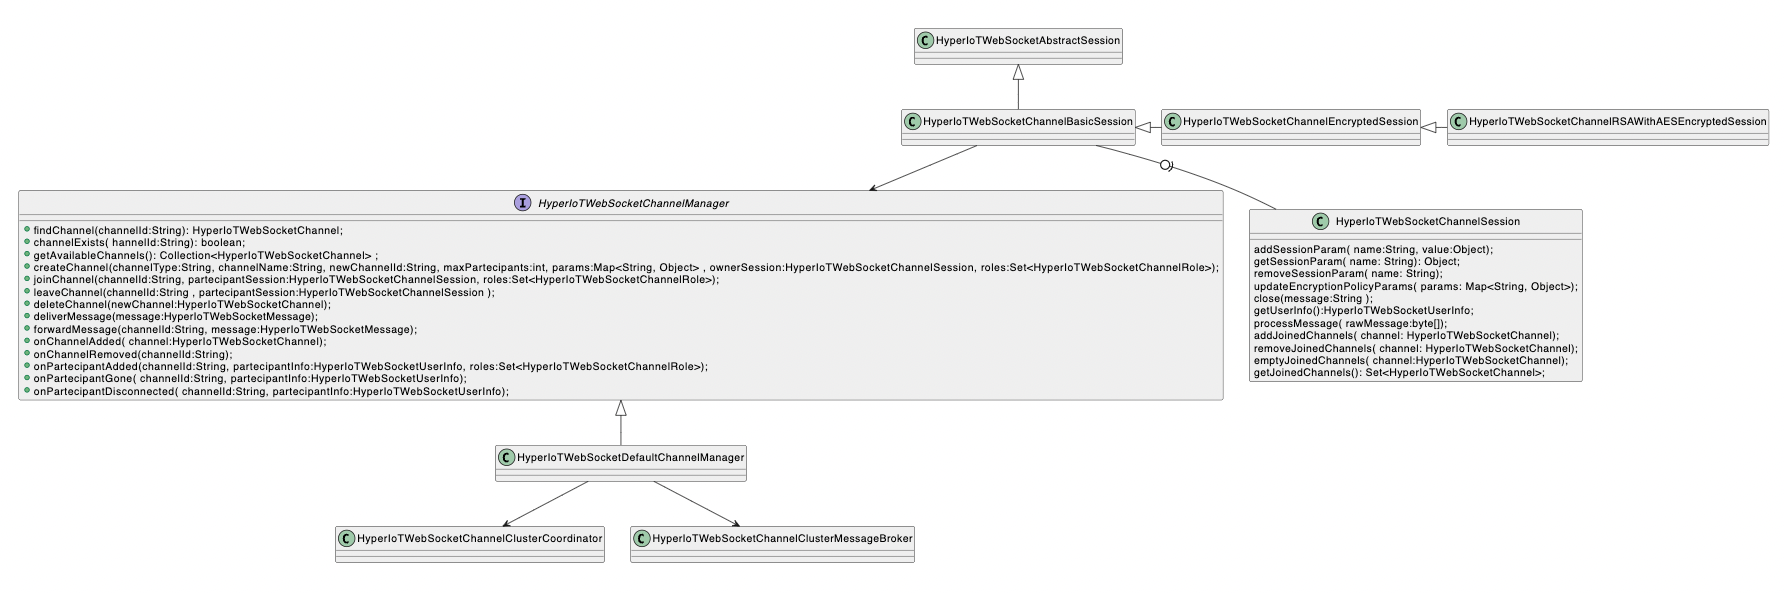 C HyperIoTWebSocketAbstractSession
C HyperIoTWebSocketChannelBasicSession
C HyperIoTWebSocketChannelEncryptedSession
C HyperIoTWebSocketChannelRSAWithAESEncryptedSession
I HyperIoTWebSocketChannelManager
findChannel(channelId:String): HyperIoTWebSocketChannel;
channelExists( hannelId:String): boolean;
getAvailableChannels(): Collection<HyperIoTWebSocketChannel> ;
createChannel(channelType:String, channelName:String, newChannelId:String, maxPartecipants:int, params:Map<String, Object> , ownerSession:HyperIoTWebSocketChannelSession, roles:Set<HyperIoTWebSocketChannelRole>);
joinChannel(channelId:String, partecipantSession:HyperIoTWebSocketChannelSession, roles:Set<HyperIoTWebSocketChannelRole>);
leaveChannel(channelId:String , partecipantSession:HyperIoTWebSocketChannelSession );
deleteChannel(newChannel:HyperIoTWebSocketChannel);
deliverMessage(message:HyperIoTWebSocketMessage);
forwardMessage(channelId:String, message:HyperIoTWebSocketMessage);
onChannelAdded( channel:HyperIoTWebSocketChannel);
onChannelRemoved(channelId:String);
onPartecipantAdded(channelId:String, partecipantInfo:HyperIoTWebSocketUserInfo, roles:Set<HyperIoTWebSocketChannelRole>);
onPartecipantGone( channelId:String, partecipantInfo:HyperIoTWebSocketUserInfo);
onPartecipantDisconnected( channelId:String, partecipantInfo:HyperIoTWebSocketUserInfo);
C HyperIoTWebSocketChannelSession
addSessionParam( name:String, value:Object);
getSessionParam( name: String): Object;
removeSessionParam( name: String);
updateEncryptionPolicyParams( params: Map<String, Object>);
close(message:String );
getUserInfo():HyperIoTWebSocketUserInfo;
processMessage( rawMessage:byte[]);
addJoinedChannels( channel: HyperIoTWebSocketChannel);
removeJoinedChannels( channel: HyperIoTWebSocketChannel);
emptyJoinedChannels( channel:HyperIoTWebSocketChannel);
getJoinedChannels(): Set<HyperIoTWebSocketChannel>;
C HyperIoTWebSocketDefaultChannelManager
C HyperIoTWebSocketChannelClusterCoordinator
C HyperIoTWebSocketChannelClusterMessageBroker